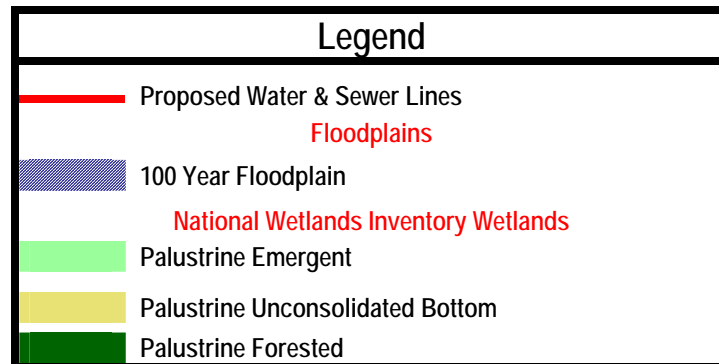 Legend
Proposed Water & Sewer Lines
Floodplains
100 Year Floodplain
National Wetlands Inventory Wetlands
Palustrine Emergent
Palustrine Unconsolidated Bottom
Palustrine Forested